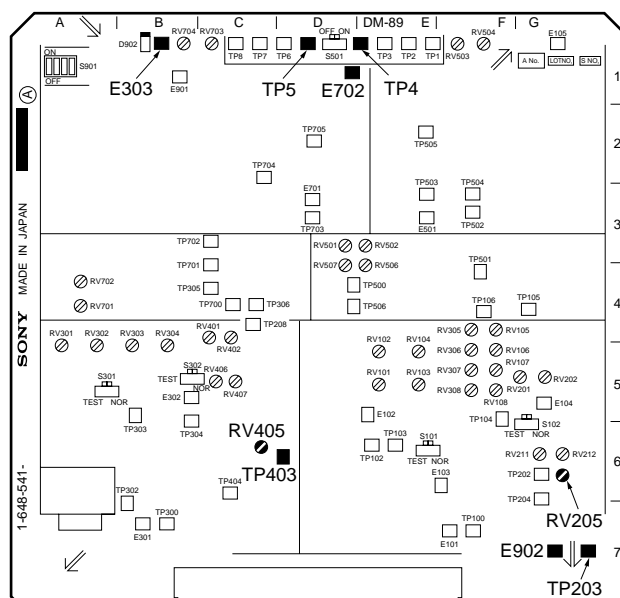 A B C D DM-89 E F G
D902 RV704 RV703 OFF ON RV504 E105
ON S901 TP8 TP7 TP6 S501 TP3 TP2 TP1 RV503
OFF E303 E901 TP5 TP4 A No. LOTNO. S NO.
E702 1
TP705 TP505 2
TP704
E701 TP503 TP504
TP703 E501 TP502 3
TP702 RV501 RV502
TP701 RV507 RV506 TP501
RV702 TP305 TP500
RV701 TP700 TP306 TP506 TP106 TP105 4
TP208
RV301 RV302 RV303 RV304 RV401 RV402 RV102 RV104 RV305 RV105
RV306 RV106
S301 S302 RV307 RV107
TEST NOR TEST NOR RV406 RV407 RV101 RV103 RV308 RV201 RV202 5
E302 RV108 E104
TP303 TP304 E102 TP104 S102
TEST NOR
RV405 TP102 TP103 S101
TEST NOR RV211 RV212 6
TP403 E103 TP202
TP302 TP404 TP204
RV205
E301 TP300 E101 TP100
E902 7
TP203
A
SONY MADE IN JAPAN
1-648-541-